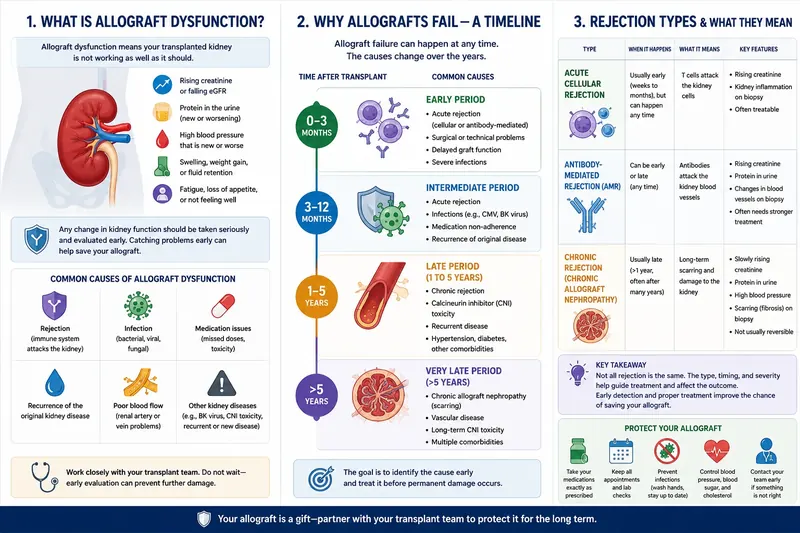 1. WHAT IS ALLOGRAFT DYSFUNCTION?
Allograft dysfunction means your transplanted kidney
is not working as well as it should.
Rising creatinine
or falling eGFR
Protein in the urine
(new or worsening)
High blood pressure
that is new or worse
Swelling, weight gain,
or fluid retention
Fatigue, loss of appetite,
or not feeling well
Any change in kidney function should be taken
seriously and evaluated early. Catching problems early can
help save your allograft.
COMMON CAUSES OF ALLOGRAFT DYSFUNCTION
Rejection
(immune system
attacks the kidney)
Infection
(bacterial, viral,
fungal)
Medication issues
(missed doses,
toxicity)
Recurrence of the
original kidney disease
Poor blood flow
(renal artery or
vein problems)
Other kidney diseases
(e.g., BK virus, CNI toxicity,
recurrent or new disease)
Work closely with your transplant team. Do not wait—
early evaluation can prevent further damage.
2. WHY ALLOGRAFTS FAIL — A TIMELINE
Allograft failure can happen at any time.
The causes change over the years.
TIME AFTER TRANSPLANT
COMMON CAUSES
0–3
MONTHS
EARLY PERIOD
• Acute rejection
(cellular or antibody-mediated)
• Surgical or technical problems
• Delayed graft function
• Severe infections
3–12
MONTHS
INTERMEDIATE PERIOD
• Acute rejection
• Infections (e.g., CMV, BK virus)
• Medication non-adherence
• Recurrence of original disease
1–5
YEARS
LATE PERIOD
(1 TO 5 YEARS)
• Chronic rejection
• Calcineurin inhibitor (CNI)
toxicity
• Recurrent disease
• Hypertension, diabetes,
other comorbidities
>5
YEARS
VERY LATE PERIOD
(>5 YEARS)
• Chronic allograft nephropathy
(scarring)
• Vascular disease
• Long-term CNI toxicity
• Multiple comorbidities
The goal is to identify the cause early
and treat it before permanent damage occurs.
3. REJECTION TYPES & WHAT THEY MEAN
TYPE
WHEN IT HAPPENS
WHAT IT MEANS
KEY FEATURES
ACUTE
CELLULAR
REJECTION
Usually early
(weeks to
months), but
can happen
any time
T cells attack
the kidney
cells
• Rising creatinine
• Kidney inflammation
on biopsy
• Often treatable
ANTIBODY-
MEDIATED
REJECTION (AMR)
Can be early
or late
(any time)
Antibodies
attack the
kidney blood
vessels
• Rising creatinine
• Protein in urine
• Changes in blood
vessels on biopsy
• Often needs stronger
treatment
CHRONIC
REJECTION
(CHRONIC
ALLOGRAFT
NEPHROPATHY)
Usually late
(>1 year,
often after
many years)
Long-term
scarring and
damage to
the kidney
• Slowly rising
creatinine
• Protein in urine
• High blood pressure
• Scarring (fibrosis) on
biopsy
• Not usually reversible
KEY TAKEAWAY
Not all rejection is the same. The type, timing, and severity
help guide treatment and affect the outcome.
Early detection and proper treatment improve the chance
of saving your allograft.
PROTECT YOUR ALLOGRAFT
Take your
medications
exactly as
prescribed
Keep all
appointments
and lab
checks
Prevent
infections
(wash hands,
stay up to date)
Control blood
pressure, blood
sugar, and
cholesterol
Contact your
team early
if something
is not right
Your allograft is a gift—partner with your transplant team to protect it for the long term.